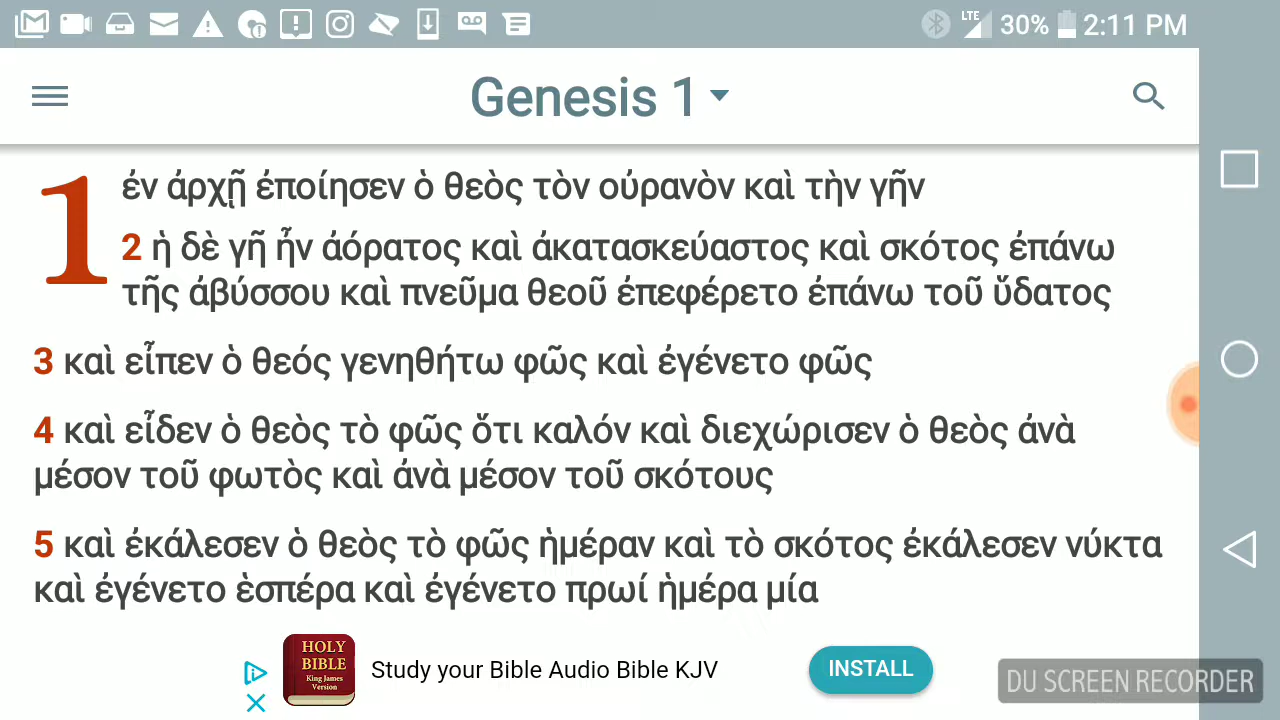 LTE 30% 2:11 PM
Genesis 1
1 ἐν ἀρχῇ ἐποίησεν ὁ θεὸς τὸν οὐρανὸν καὶ τὴν γῆν
2 ἡ δὲ γῆ ἦν ἀόρατος καὶ ἀκατασκεύαστος καὶ σκότος ἐπάνω
τῆς ἀβύσσου καὶ πνεῦμα θεοῦ ἐπεφέρετο ἐπάνω τοῦ ὕδατος
3 καὶ εἶπεν ὁ θεός γενηθήτω φῶς καὶ ἐγένετο φῶς
4 καὶ εἶδεν ὁ θεὸς τὸ φῶς ὅτι καλόν καὶ διεχώρισεν ὁ θεὸς ἀνὰ
μέσον τοῦ φωτὸς καὶ ἀνὰ μέσον τοῦ σκότους
5 καὶ ἐκάλεσεν ὁ θεὸς τὸ φῶς ἡμέραν καὶ τὸ σκότος ἐκάλεσεν νύκτα
καὶ ἐγένετο ἑσπέρα καὶ ἐγένετο πρωί ἡμέρα μία
HOLY
BIBLE
King James
Version
Study your Bible Audio Bible KJV
INSTALL
DU SCREEN RECORDER